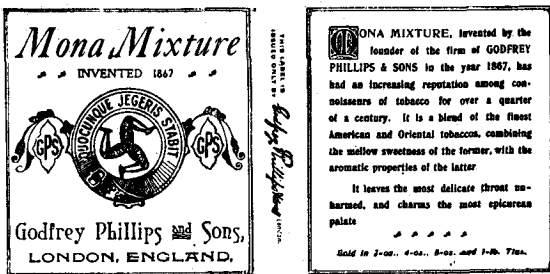 Mona Mixture
INVENTED 1867
QUOCUNQUE JEGERIS STABIT
GPS
GPS
Godfrey Phillips and Sons,
LONDON, ENGLAND.
THIS LABEL IS
ISSUED ONLY BY
Godfrey Phillips & Sons
LONDON.
MONA MIXTURE, invented by the
founder of the firm of GODFREY
PHILLIPS & SONS in the year 1867, has
had an increasing reputation among con-
noisseurs of tobacco for over a quarter
of a century. It is a blend of the finest
American and Oriental tobaccos, combining
the mellow sweetness of the former, with the
aromatic properties of the latter.
It leaves the most delicate throat un-
harmed, and charms the most epicurean
palate
Sold in 2-oz., 4-oz., 8-oz. and 1-lb. Tins.